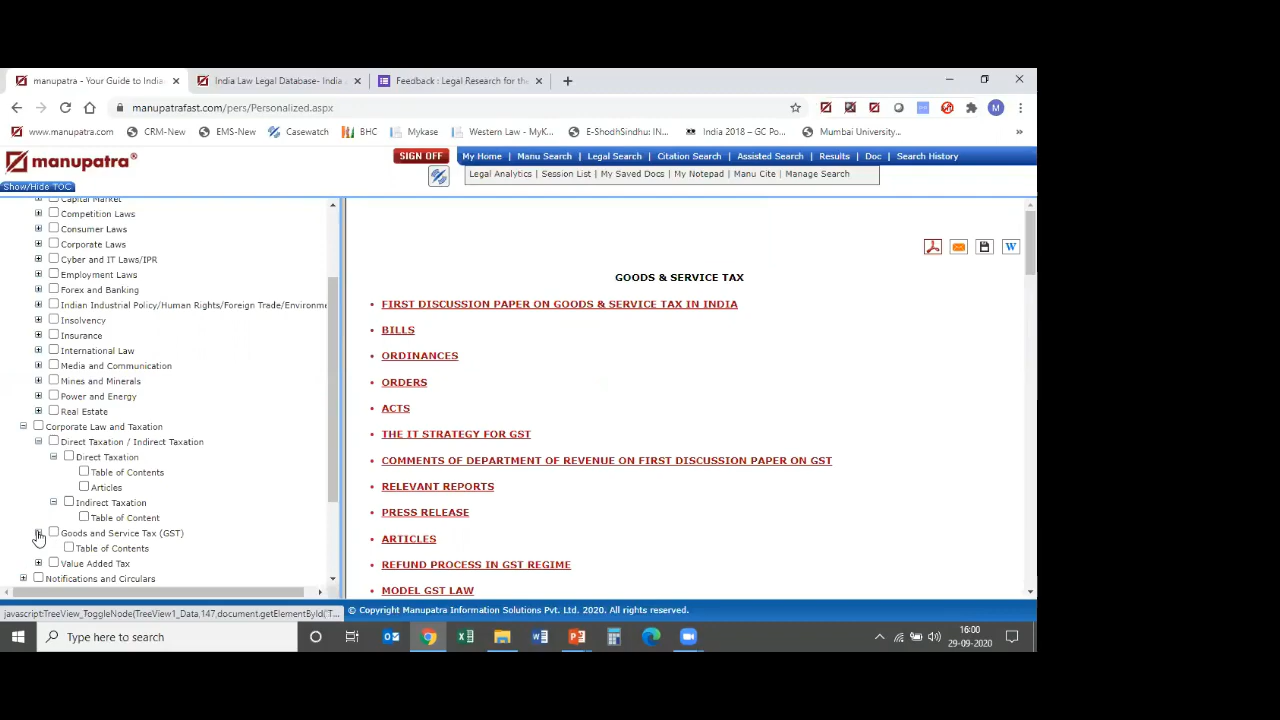 manupatra - Your Guide to India
India Law Legal Database- India
Feedback : Legal Research for the
manupatrafast.com/pers/Personalized.aspx
M
www.manupatra.com
CRM-New
EMS-New
Casewatch
BHC
Mykase
Western Law - MyK...
E-ShodhSindhu: IN...
India 2018 – GC Po...
Mumbai University...
»
manupatra®
SIGN OFF
My Home | Manu Search | Legal Search | Citation Search | Assisted Search | Results | Doc | Search History
Legal Analytics | Session List | My Saved Docs | My Notepad | Manu Cite | Manage Search
Show/Hide TOC
Capital Market
Competition Laws
Consumer Laws
Corporate Laws
Cyber and IT Laws/IPR
Employment Laws
Forex and Banking
Indian Industrial Policy/Human Rights/Foreign Trade/Environme
Insolvency
Insurance
International Law
Media and Communication
Mines and Minerals
Power and Energy
Real Estate
Corporate Law and Taxation
Direct Taxation / Indirect Taxation
Direct Taxation
Table of Contents
Articles
Indirect Taxation
Table of Content
Goods and Service Tax (GST)
Table of Contents
Value Added Tax
Notifications and Circulars
GOODS & SERVICE TAX
• FIRST DISCUSSION PAPER ON GOODS & SERVICE TAX IN INDIA
• BILLS
• ORDINANCES
• ORDERS
• ACTS
• THE IT STRATEGY FOR GST
• COMMENTS OF DEPARTMENT OF REVENUE ON FIRST DISCUSSION PAPER ON GST
• RELEVANT REPORTS
• PRESS RELEASE
• ARTICLES
• REFUND PROCESS IN GST REGIME
• MODEL GST LAW
javascript:TreeView_ToggleNode(TreeView1_Data,147,document.getElementById('T...
© Copyright Manupatra Information Solutions Pvt. Ltd. 2020. All rights reserved.
Type here to search
16:00
29-09-2020